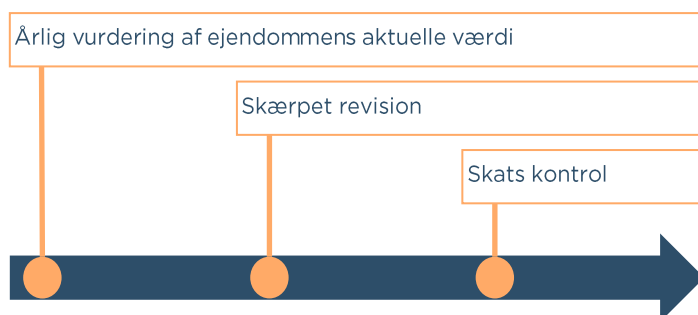 Årlig vurdering af ejendommens aktuelle værdi
Skærpet revision
Skats kontrol